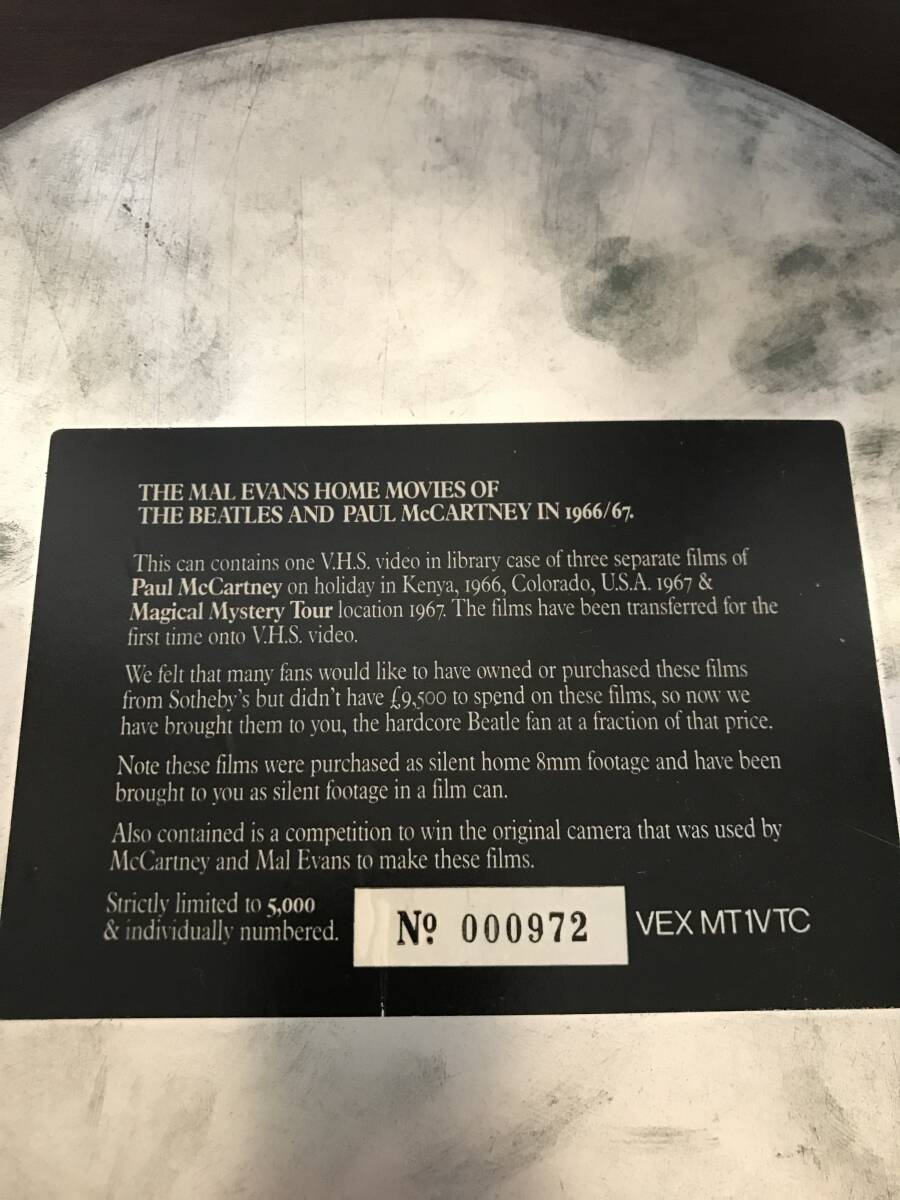 THE MAL EVANS HOME MOVIES OF
THE BEATLES AND PAUL McCARTNEY IN 1966/67.
This can contains one V.H.S. video in library case of three separate films of
Paul McCartney on holiday in Kenya, 1966, Colorado, U.S.A. 1967 &
Magical Mystery Tour location 1967. The films have been transferred for the
first time onto V.H.S. video.
We felt that many fans would like to have owned or purchased these films
from Sotheby's but didn't have £9,500 to spend on these films, so now we
have brought them to you, the hardcore Beatle fan at a fraction of that price.
Note these films were purchased as silent home 8mm footage and have been
brought to you as silent footage in a film can.
Also contained is a competition to win the original camera that was used by
McCartney and Mal Evans to make these films.
Strictly limited to 5,000
& individually numbered.
Nº 000972
VEX MT1VTC